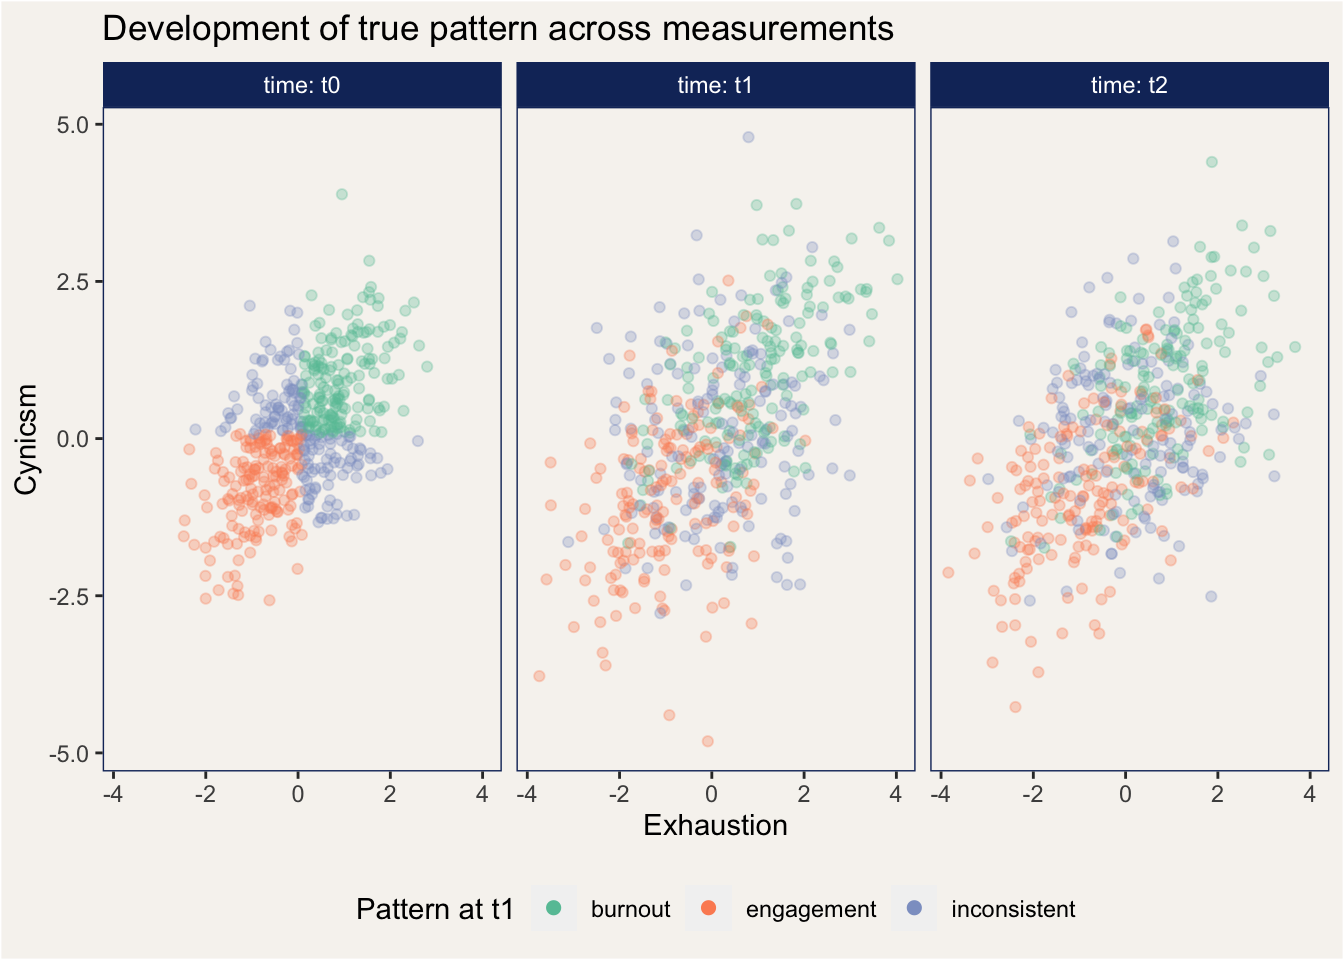 Development of true pattern across measurements
time: t0
time: t1
time: t2
5.0
2.5
0.0
-2.5
-5.0
Cynicsm
-4 -2 0 2 4
-4 -2 0 2 4
-4 -2 0 2 4
Exhaustion
Pattern at t1 burnout engagement inconsistent